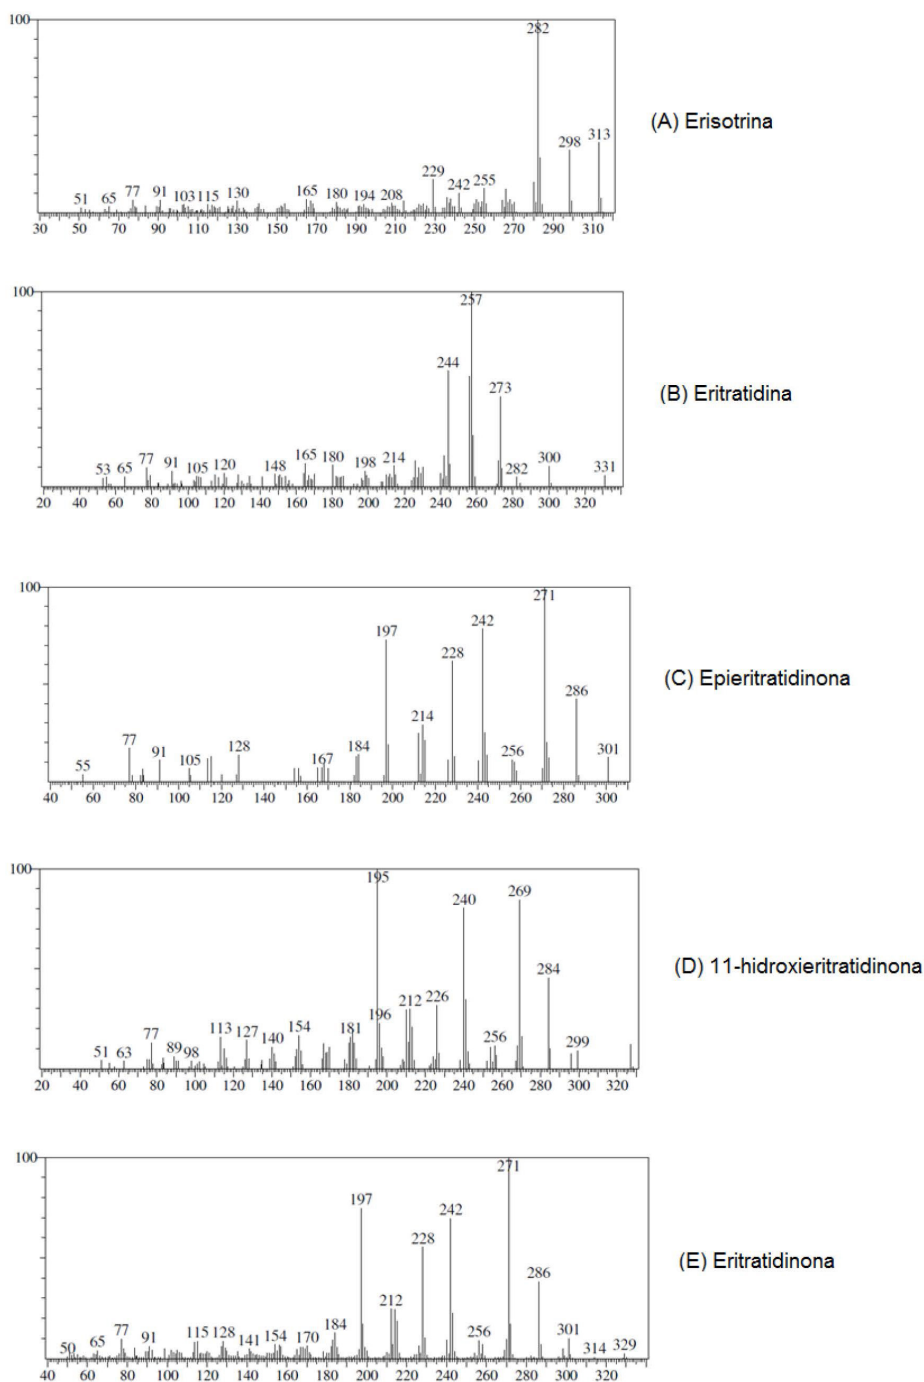 100
282
313
298
229
255
242
51 65 77 91 103 115 130 165 180 194 208
(A) Erisotrina
30 50 70 90 110 130 150 170 190 210 230 250 270 290 310
100
257
244
273
53 65 77 91 105 120 148 165 180 198 214 282 300 331
(B) Eritratidina
40 60 80 100 120 140 160 180 200 220 240 260 280 300 320
100
271
242
197
228
286
214
55 77 91 105 128 167 184 256 301
(C) Epieritratidinona
40 60 80 100 120 140 160 180 200 220 240 260 280 300
100
195
269
240
284
226
212
196
51 63 77 89 98 113 127 140 154 181 256 299
(D) 11-hidroxieritratidinona
20 40 60 80 100 120 140 160 180 200 220 240 260 280 300 320
100
271
197
242
228
286
212
50 65 77 91 115 128 141 154 170 184 256 301 314 329
(E) Eritratidinona
40 60 80 100 120 140 160 180 200 220 240 260 280 300 320